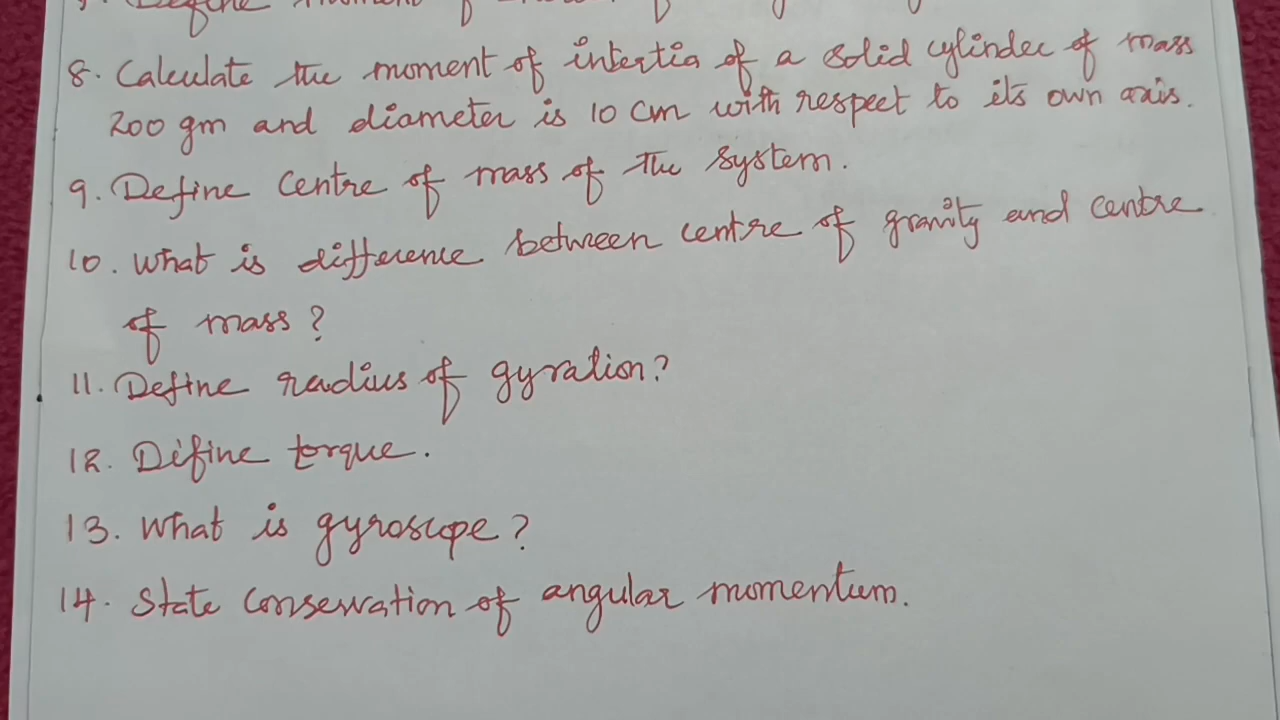 8. Calculate the moment of intertia of a solid cylinder of mass
200 gm and diameter is 10 cm with respect to its own axis.
9. Define centre of mass of the system.
10. What is difference between centre of gravity and centre
of mass?
11. Define radius of gyration?
12. Difine torque.
13. What is gyroscope?
14. State conservation of angular momentum.